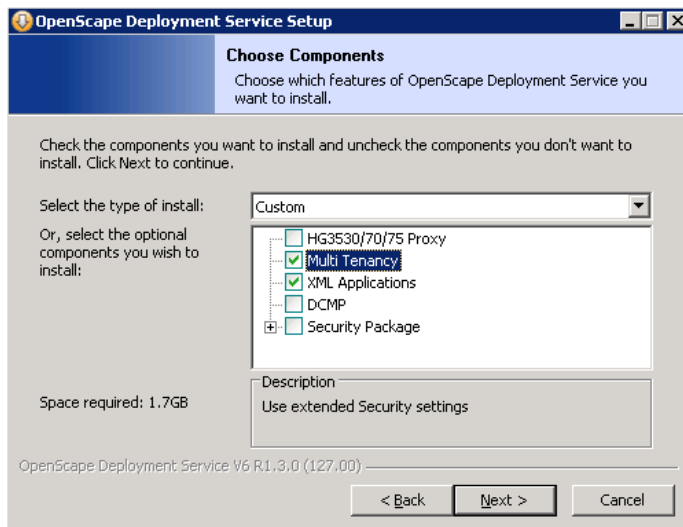 OpenScape Deployment Service Setup
Choose Components
Choose which features of OpenScape Deployment Service you
want to install.
Check the components you want to install and uncheck the components you don't want to
install. Click Next to continue.
Select the type of install:
Custom
Or, select the optional
components you wish to
install:
HG3530/70/75 Proxy
Multi Tenancy
XML Applications
DCMP
Security Package
Space required: 1.7GB
Description
Use extended Security settings
OpenScape Deployment Service V6 R1.3.0 (127.00)
< Back
Next >
Cancel